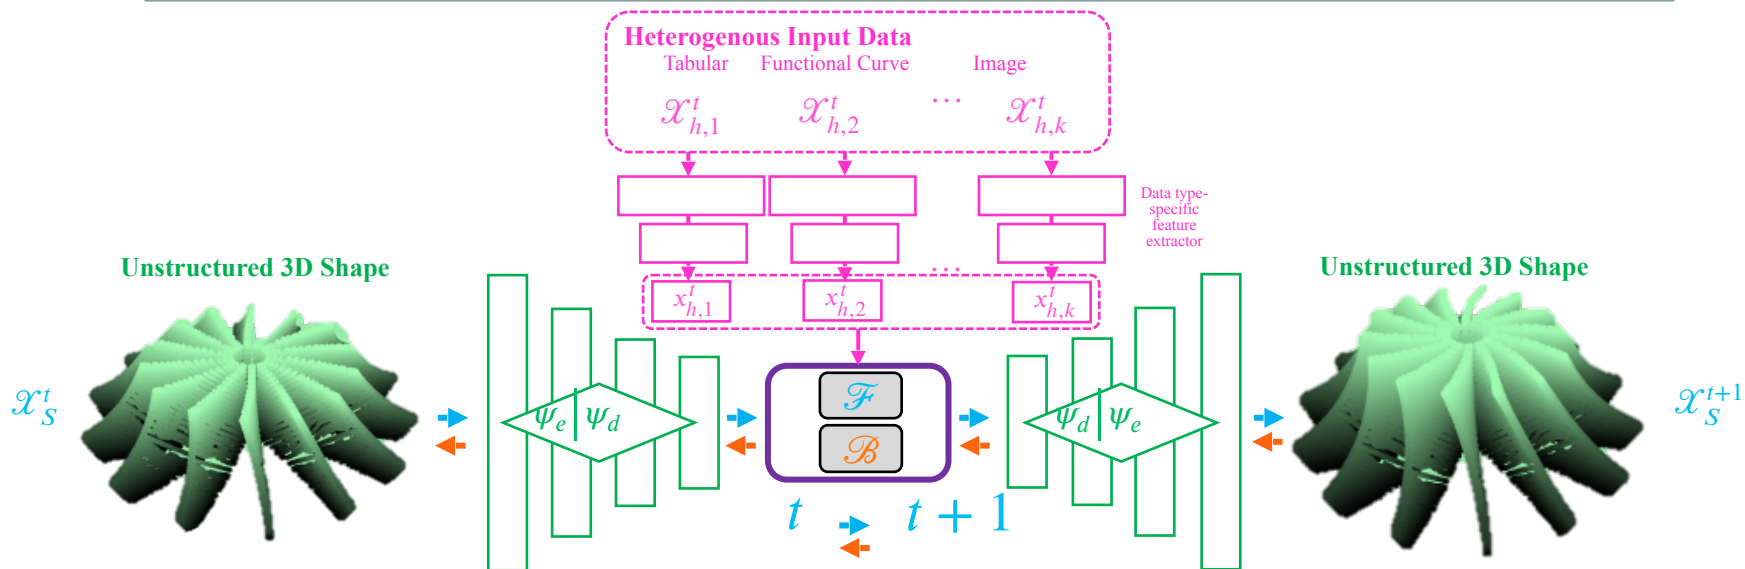 Heterogenous Input Data
Tabular Functional Curve Image
𝒳^t_{h,1} 𝒳^t_{h,2} ⋯ 𝒳^t_{h,k}
Data type-
specific
feature
extractor
⋯
Unstructured 3D Shape
Unstructured 3D Shape
x^t_{h,1} x^t_{h,2} x^t_{h,k}
𝒳^t_S
ψ_e | ψ_d
ℱ
ℬ
ψ_d | ψ_e
𝒳^{t+1}_S
t t + 1